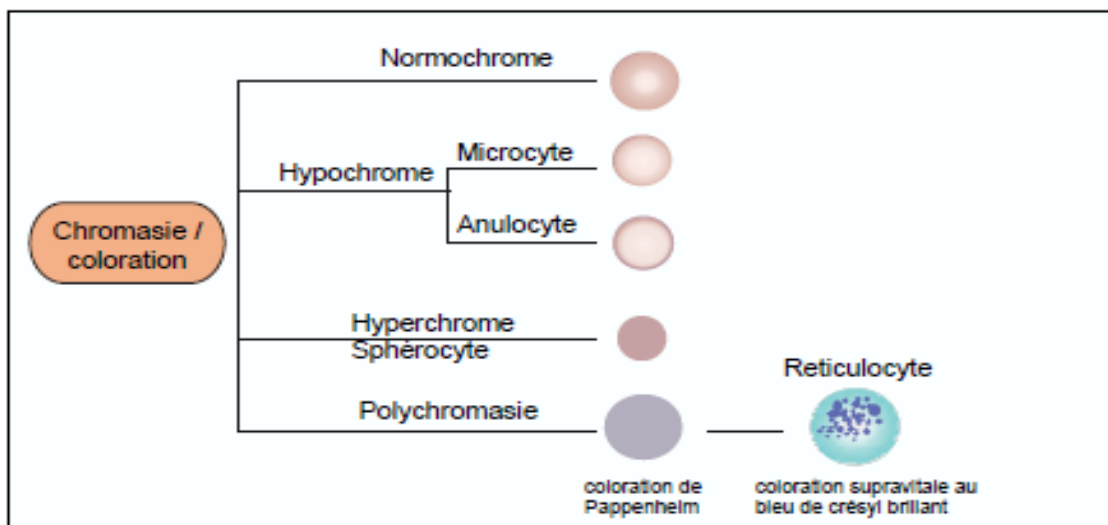 Normochrome
Microcyte
Hypochrome
Anulocyte
Chromasie /
coloration
Hyperchrome
Sphérocyte
Reticulocyte
Polychromasie
coloration de
Pappenheim
coloration supravitale au
bleu de crésyl brillant